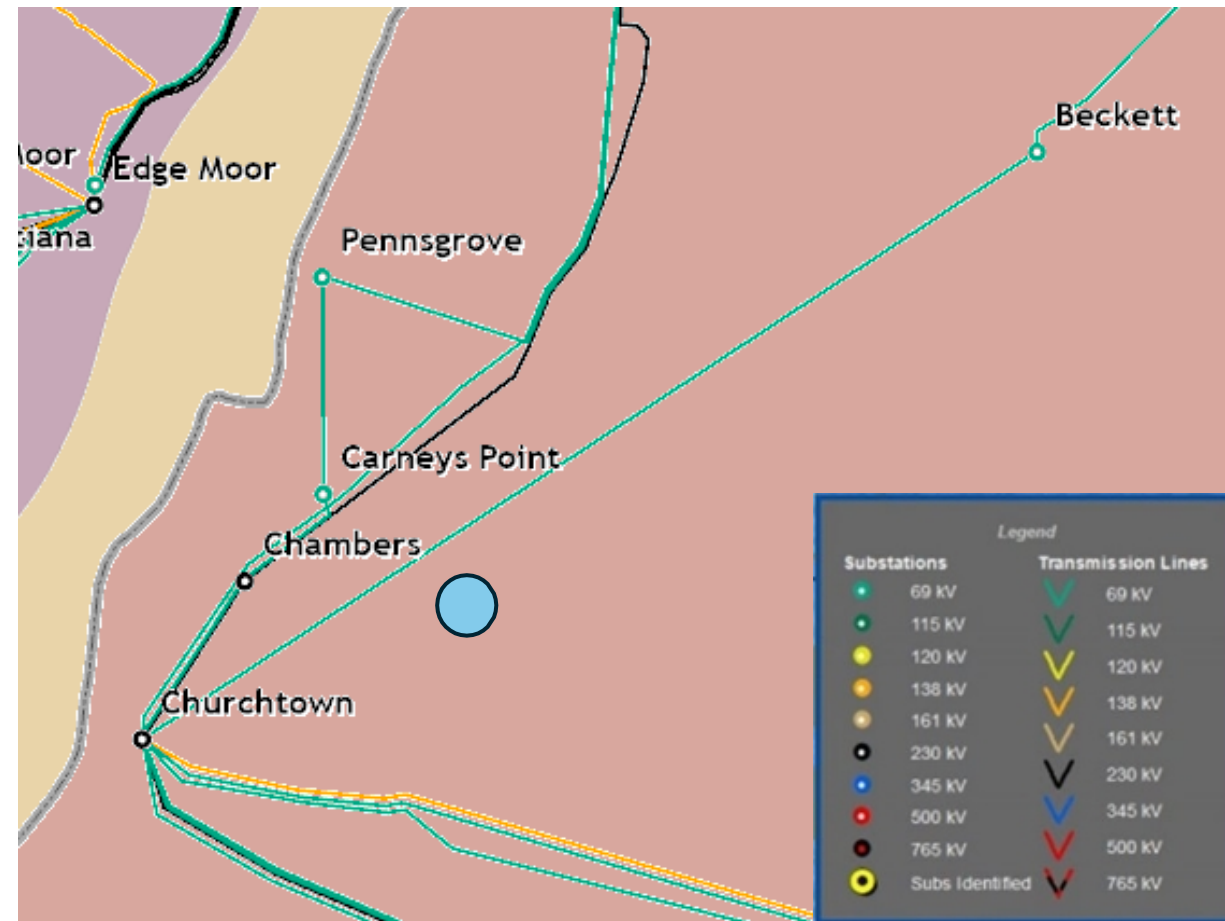 Beckett
Edge Moor
Pennsgrove
Carneys Point
Chambers
Churchtown
Legend
Substations Transmission Lines
69 kV 69 kV
115 kV 115 kV
120 kV 120 kV
138 kV 138 kV
161 kV 161 kV
230 kV 230 kV
345 kV 345 kV
500 kV 500 kV
765 kV 765 kV
Subs Identified